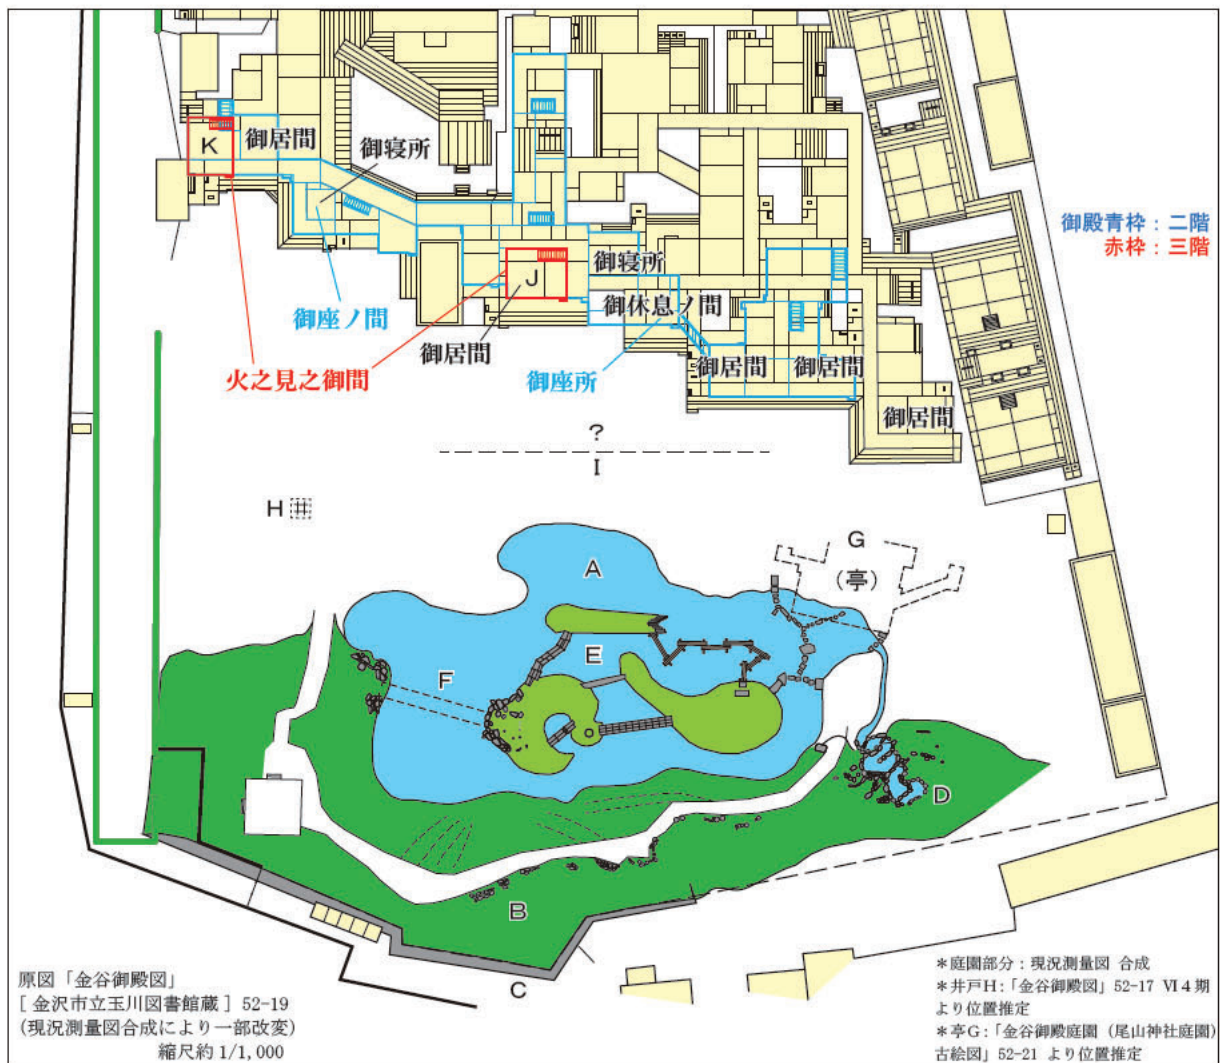 K
御居間
御寝所
御殿青枠：二階
赤枠：三階
J
御寝所
御座ノ間
御休息ノ間
御居間
火之見之御間
御座所
御居間
御居間
御居間
?
I
H
A
G
(亭)
E
F
D
B
C
原図「金谷御殿図」
[ 金沢市立玉川図書館蔵 ] 52-19
(現況測量図合成により一部改変)
縮尺約 1/1,000
＊庭園部分：現況測量図 合成
＊井戸H：「金谷御殿図」52-17 Ⅵ4期
より位置推定
＊亭G：「金谷御殿庭園（尾山神社庭園）
古絵図」52-21 より位置推定